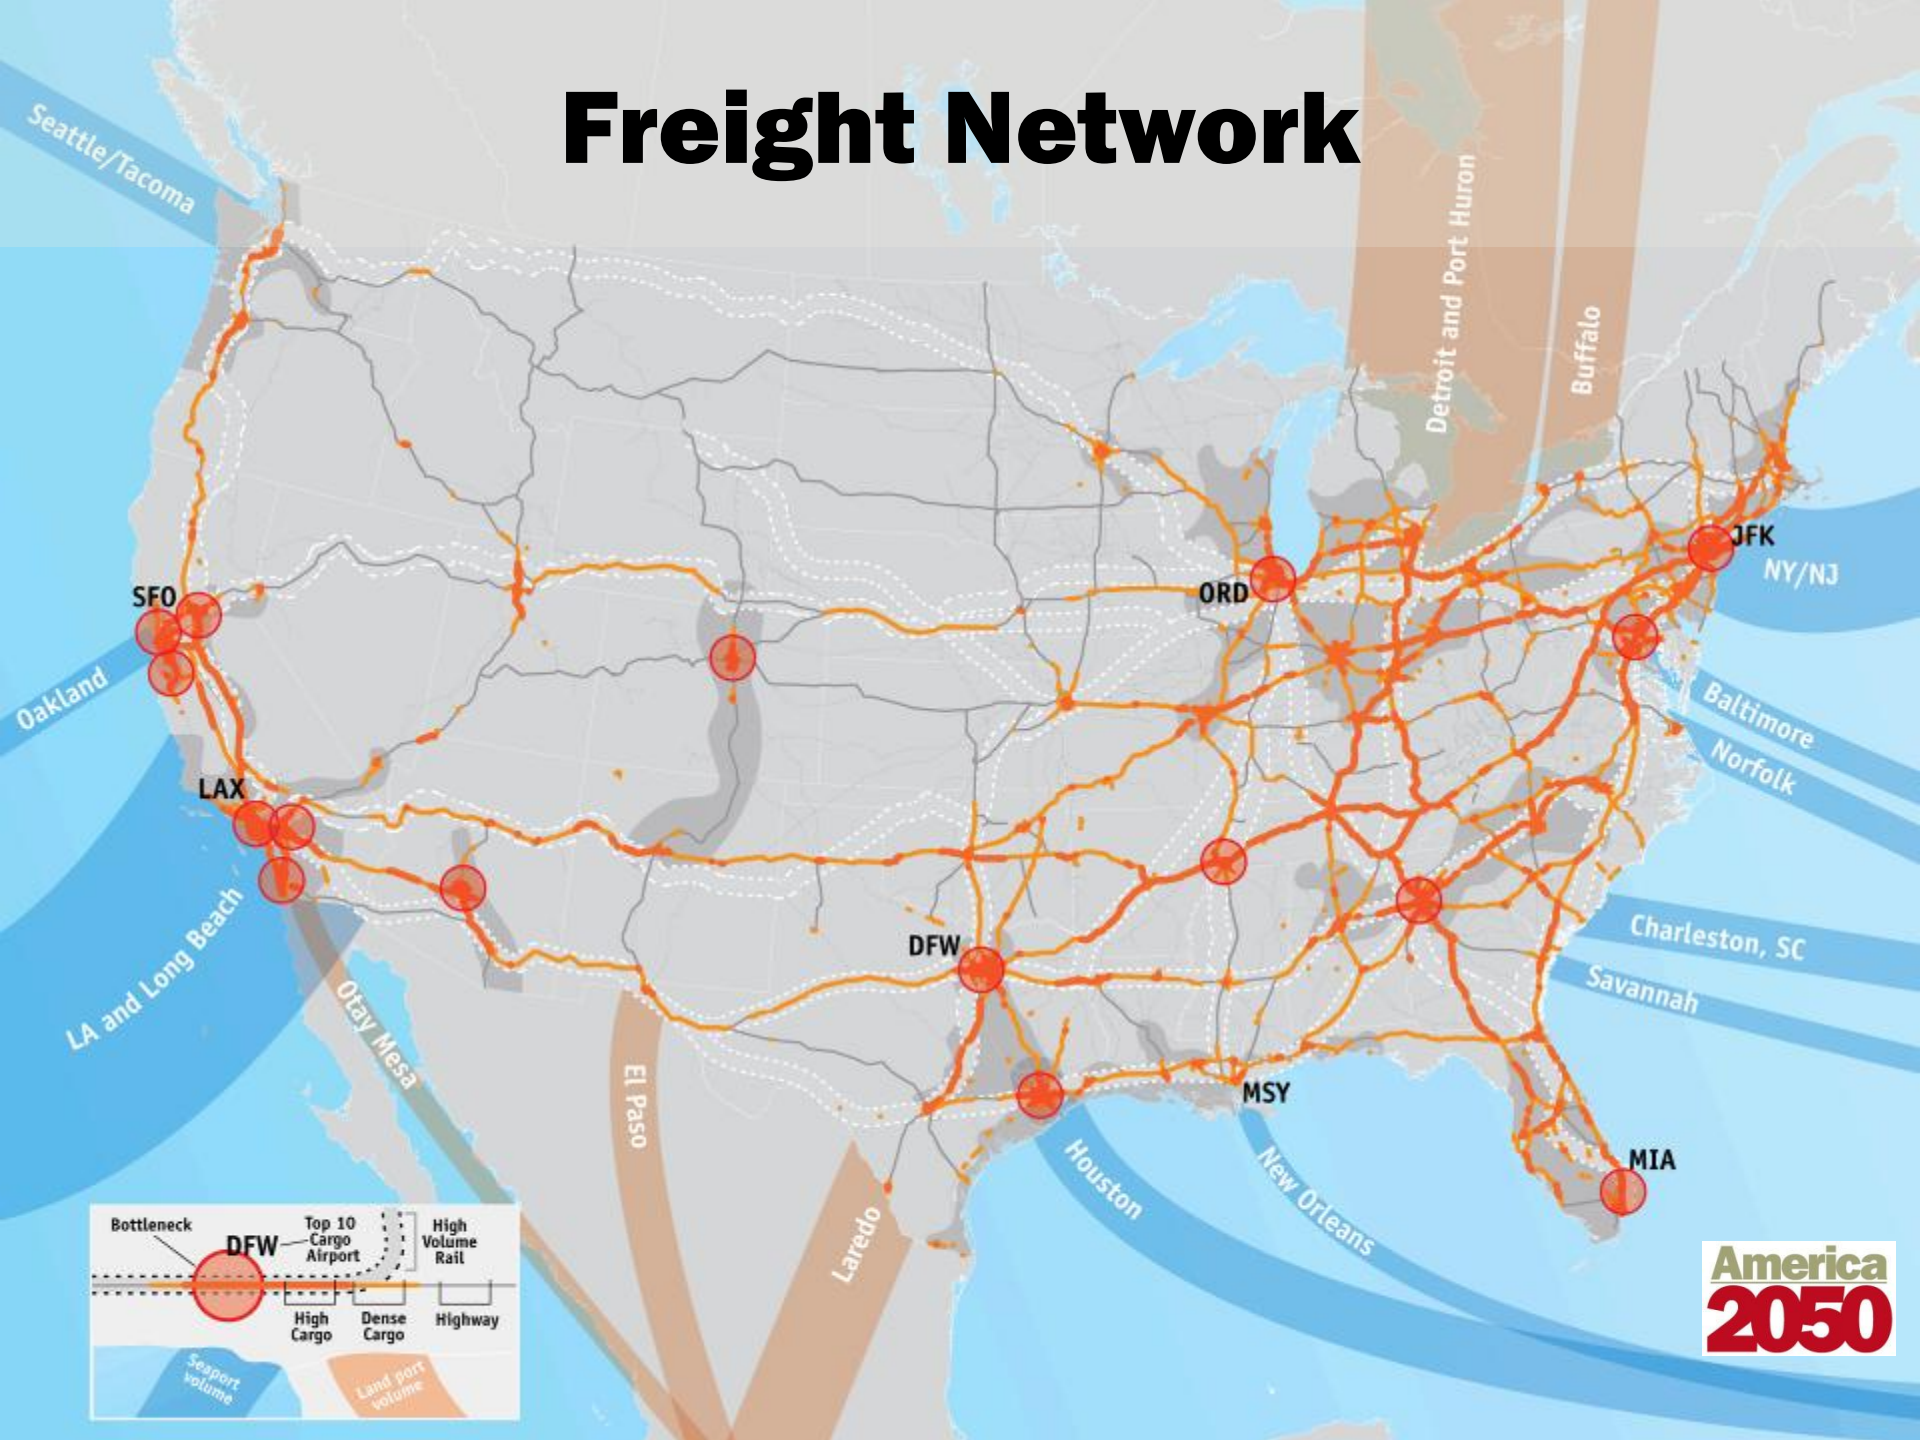 Freight Network
Seattle/Tacoma
Detroit and Port Huron
Buffalo
JFK
NY/NJ
SFO
ORD
Oakland
Baltimore
Norfolk
LAX
LA and Long Beach
DFW
Charleston, SC
Savannah
Otay Mesa
El Paso
MSY
Houston
New Orleans
MIA
Laredo
Bottleneck
DFW
Top 10
Cargo
Airport
High
Volume
Rail
High
Cargo
Dense
Cargo
Highway
Seaport
volume
Land port
volume
America
2050